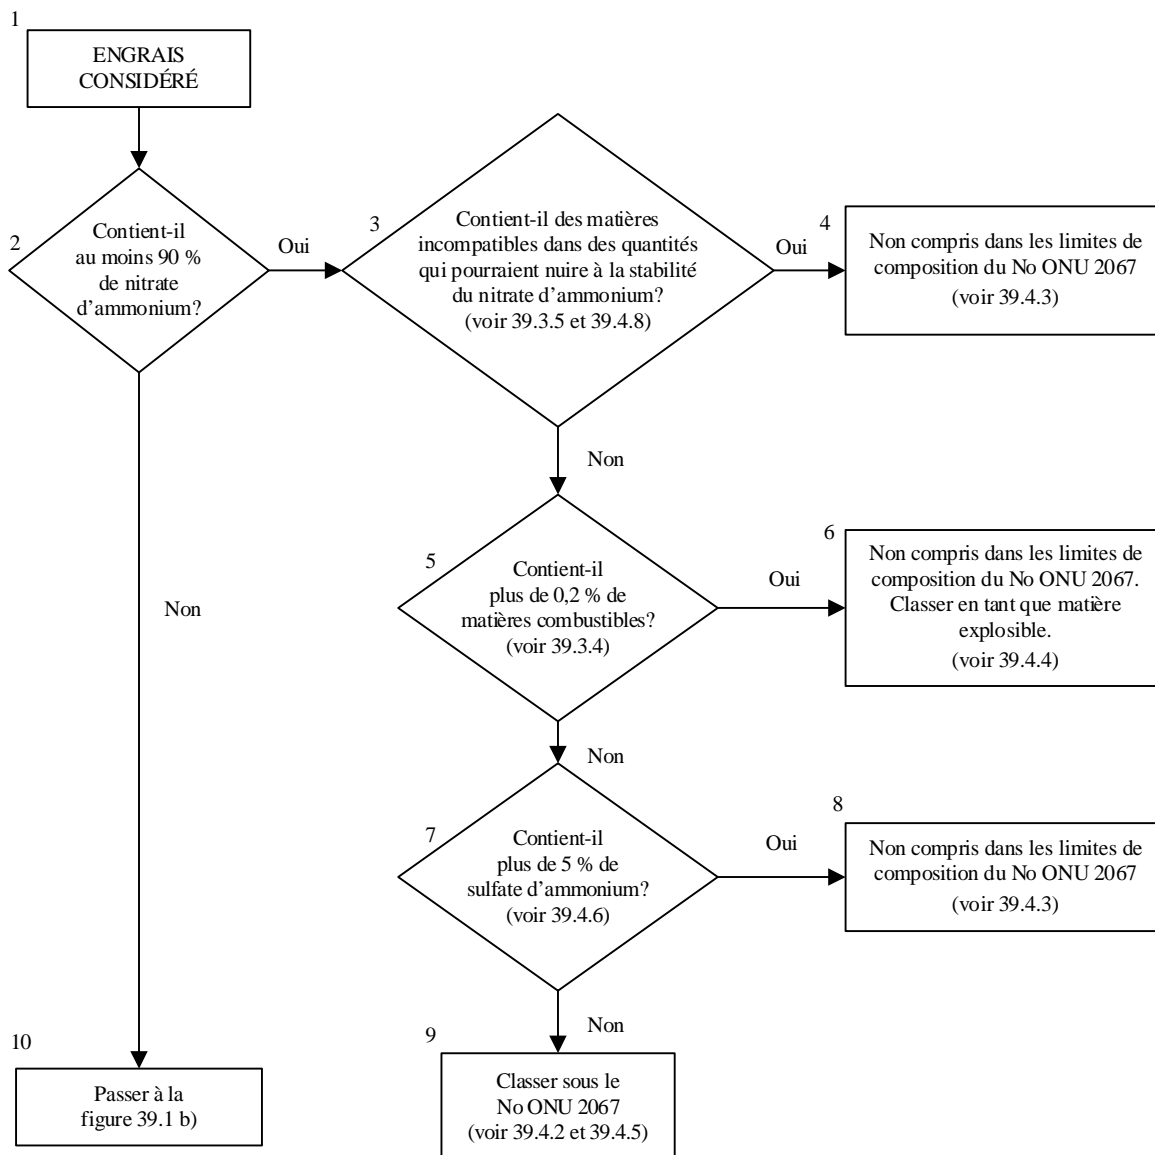 1
ENGRAIS
CONSIDÉRÉ
2
Contient-il
au moins 90 %
de nitrate
d’ammonium?
Oui
3
Contient-il des matières
incompatibles dans des quantités
qui pourraient nuire à la stabilité
du nitrate d’ammonium?
(voir 39.3.5 et 39.4.8)
Oui
4
Non compris dans les limites de
composition du No ONU 2067
(voir 39.4.3)
Non
5
Contient-il
plus de 0,2 % de
matières combustibles?
(voir 39.3.4)
Oui
6
Non compris dans les limites de
composition du No ONU 2067.
Classer en tant que matière
explosible.
(voir 39.4.4)
Non
Non
7
Contient-il
plus de 5 % de
sulfate d’ammonium?
(voir 39.4.6)
Oui
8
Non compris dans les limites de
composition du No ONU 2067
(voir 39.4.3)
Non
9
Classer sous le
No ONU 2067
(voir 39.4.2 et 39.4.5)
10
Passer à la
figure 39.1 b)